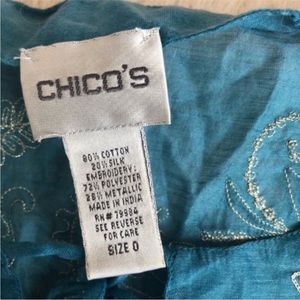 CHICO'S
80% COTTON
20% SILK
EMBROIDERY:
72% POLYESTER
28% METALLIC
MADE IN INDIA
RN# 79984
SEE REVERSE
FOR CARE
SIZE 0